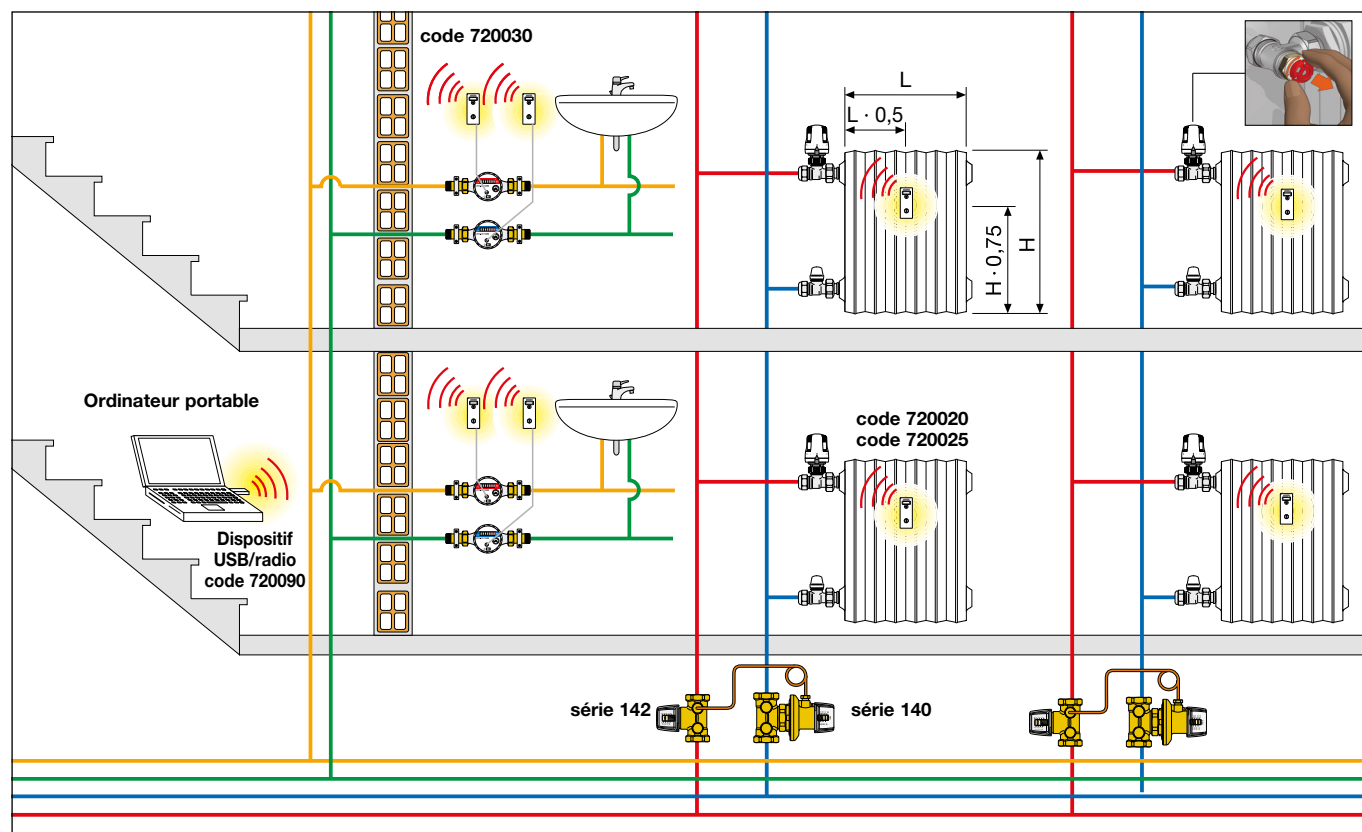 code 720030
L
L · 0,5
H · 0,75
H
Ordinateur portable
Dispositif
USB/radio
code 720090
code 720020
code 720025
série 142
série 140